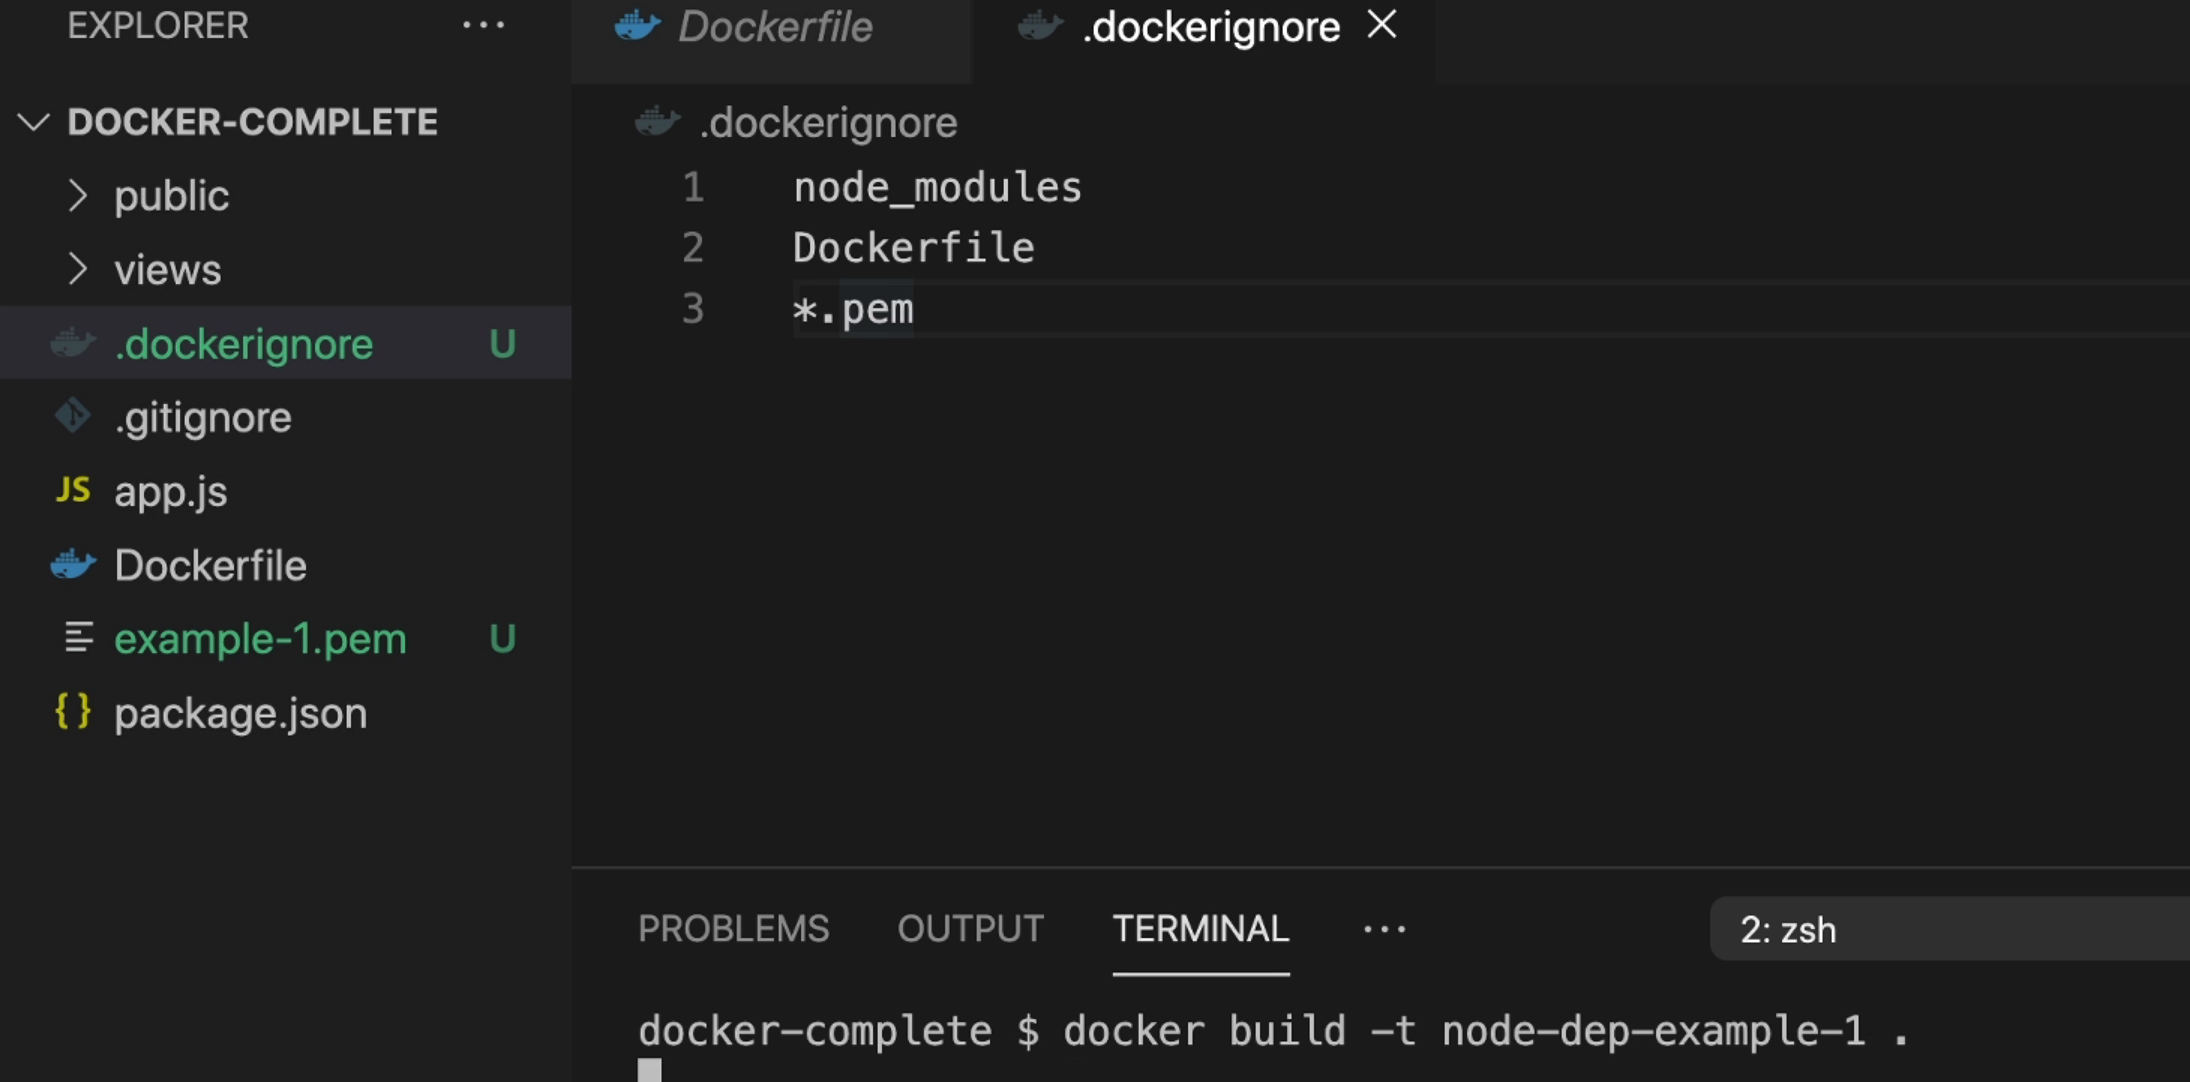 EXPLORER ...
DOCKER-COMPLETE
public
views
.dockerignore U
.gitignore
JS app.js
Dockerfile
example-1.pem U
{} package.json
Dockerfile .dockerignore
.dockerignore
1 node_modules
2 Dockerfile
3 *.pem
PROBLEMS OUTPUT TERMINAL ... 2: zsh
docker-complete $ docker build -t node-dep-example-1 .